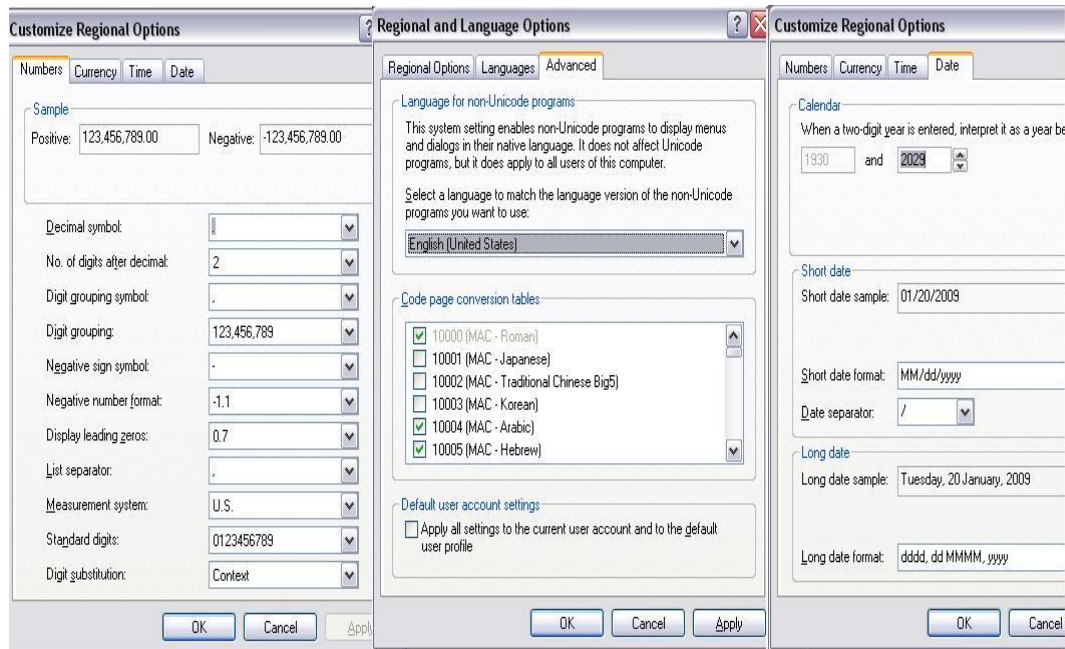 Customize Regional Options
?
Numbers Currency Time Date
Sample
Positive: 123,456,789.00 Negative: -123,456,789.00
Decimal symbol: .
No. of digits after decimal: 2
Digit grouping symbol: ,
Digit grouping: 123,456,789
Negative sign symbol: -
Negative number format: -1.1
Display leading zeros: 0.7
List separator: ,
Measurement system: U.S.
Standard digits: 0123456789
Digit substitution: Context
OK Cancel Apply
Regional and Language Options
?
Regional Options Languages Advanced
Language for non-Unicode programs
This system setting enables non-Unicode programs to display menus
and dialogs in their native language. It does not affect Unicode
programs, but it does apply to all users of this computer.
Select a language to match the language version of the non-Unicode
programs you want to use:
English (United States)
Code page conversion tables
10000 (MAC - Roman)
10001 (MAC - Japanese)
10002 (MAC - Traditional Chinese Big5)
10003 (MAC - Korean)
10004 (MAC - Arabic)
10005 (MAC - Hebrew)
Default user account settings
Apply all settings to the current user account and to the default
user profile
OK Cancel Apply
Customize Regional Options
Numbers Currency Time Date
Calendar
When a two-digit year is entered, interpret it as a year be
1930 and 2029
Short date
Short date sample: 01/20/2009
Short date format: MM/dd/yyyy
Date separator: /
Long date
Long date sample: Tuesday, 20 January, 2009
Long date format: dddd, dd MMMM, yyyy
OK Cancel